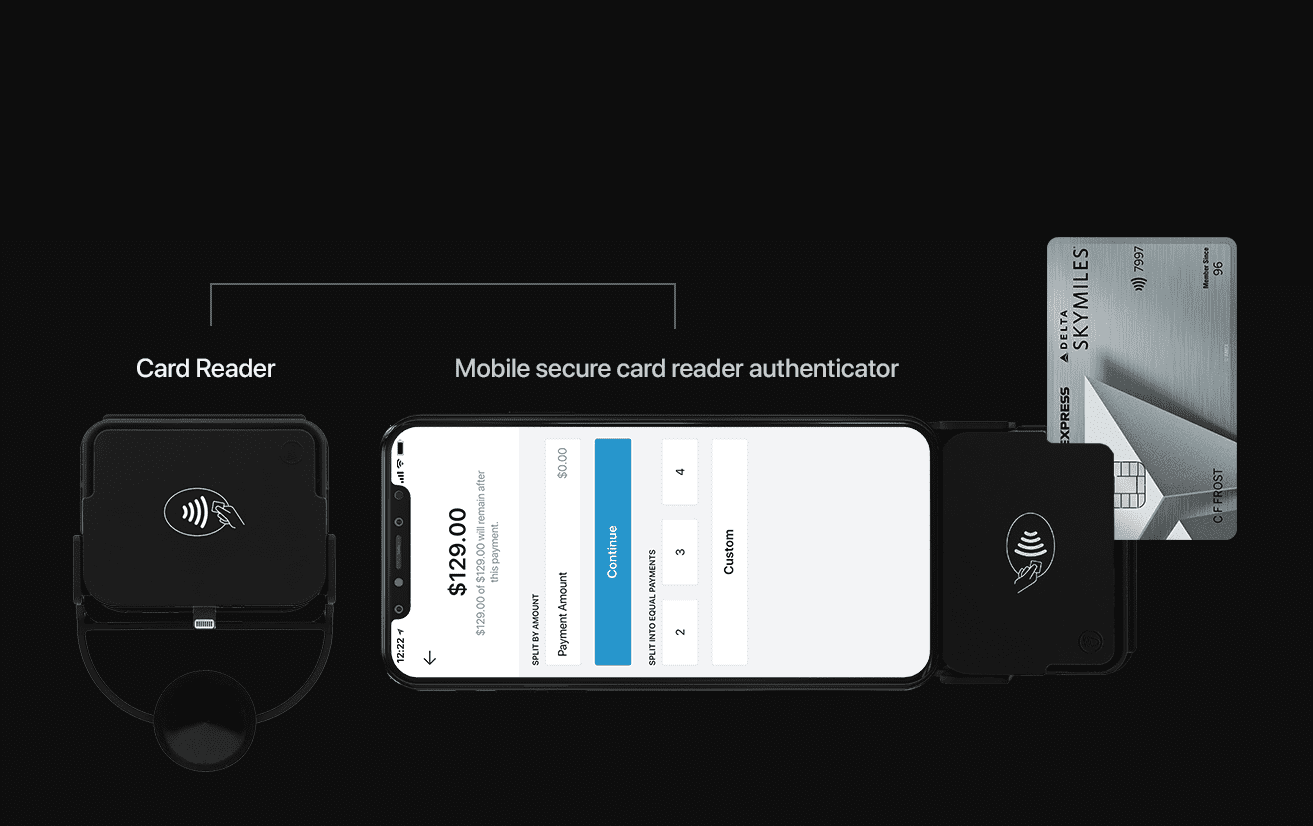 Card Reader
Mobile secure card reader authenticator
12:22
$129.00
$129.00 of $129.00 will remain after
this payment.
SPLIT BY AMOUNT
Payment Amount $0.00
Continue
SPLIT INTO EQUAL PAYMENTS
2 3 4
Custom
EXPRESS
DELTA
SKYMILES
7997
Member Since
96
C F FROST